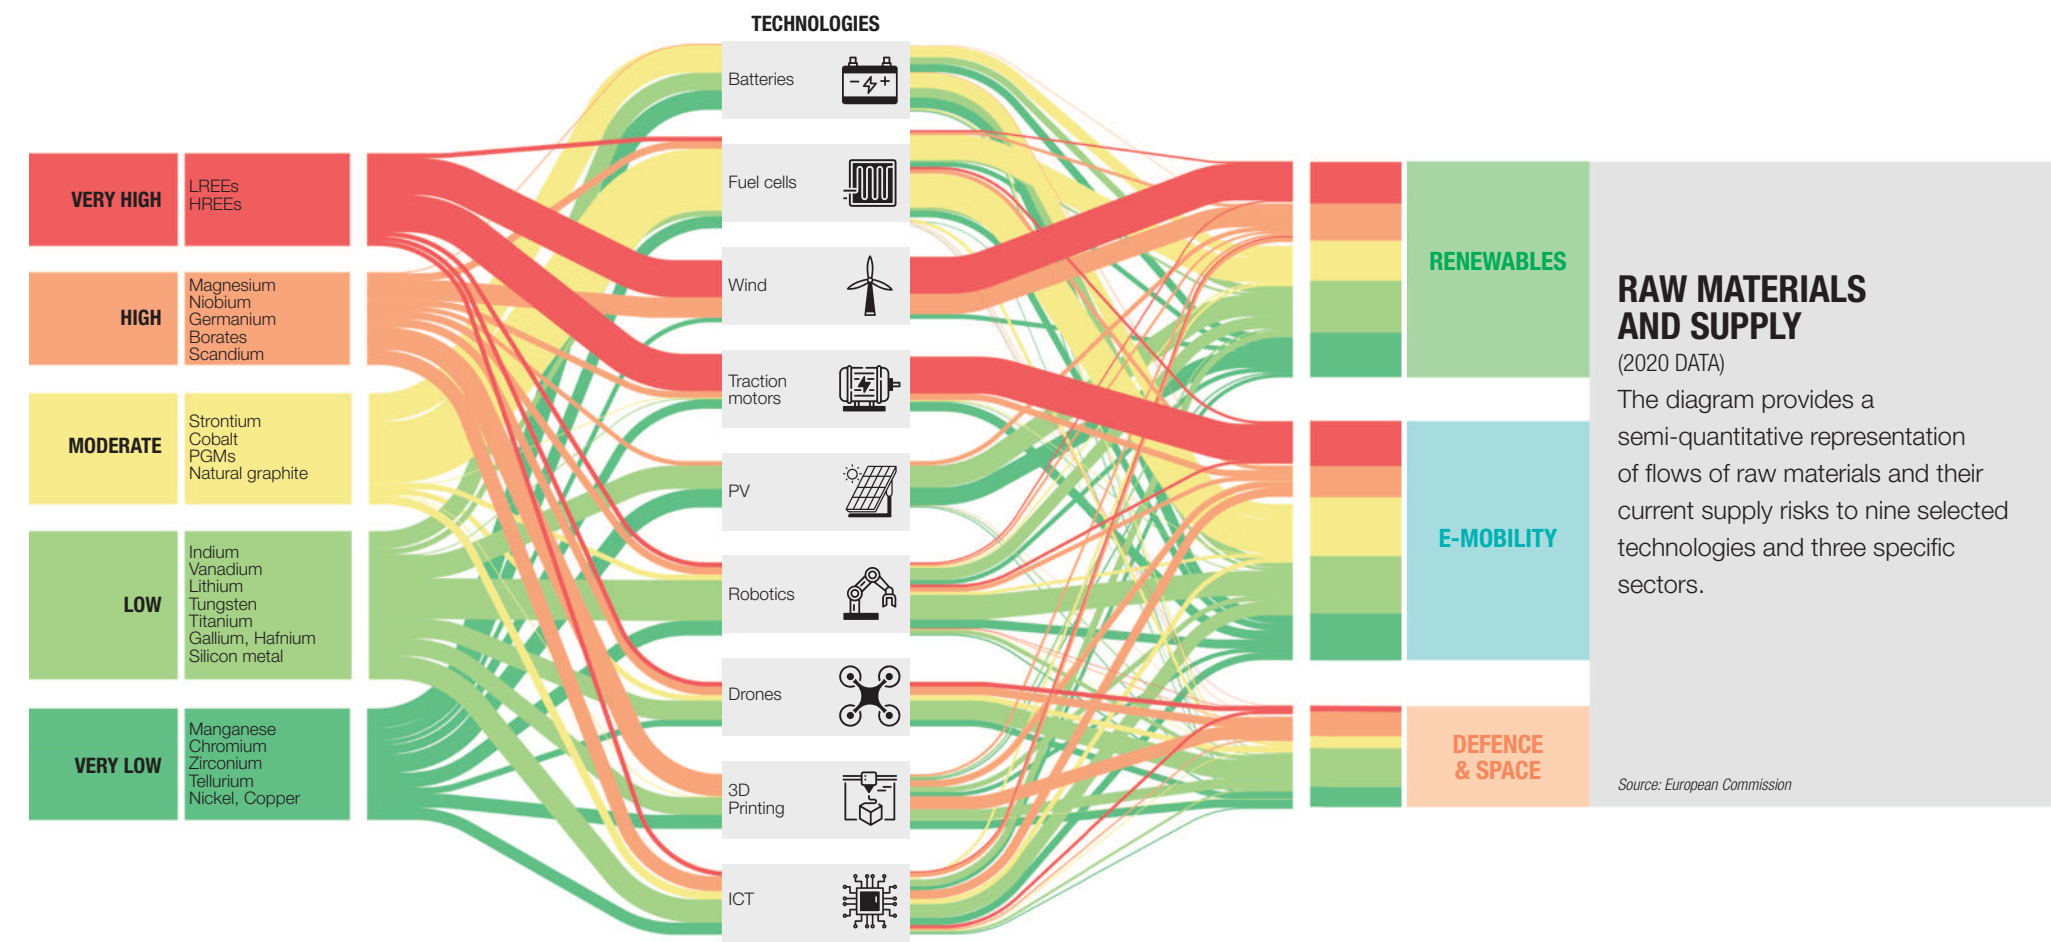 TECHNOLOGIES
VERY HIGH
LREEs
HREEs
HIGH
Magnesium
Niobium
Germanium
Borates
Scandium
MODERATE
Strontium
Cobalt
PGMs
Natural graphite
LOW
Indium
Vanadium
Lithium
Tungsten
Titanium
Gallium, Hafnium
Silicon metal
VERY LOW
Manganese
Chromium
Zirconium
Tellurium
Nickel, Copper
Batteries
Fuel cells
Wind
Traction
motors
PV
Robotics
Drones
3D
Printing
ICT
RENEWABLES
E-MOBILITY
DEFENCE
& SPACE
RAW MATERIALS
AND SUPPLY
(2020 DATA)
The diagram provides a
semi-quantitative representation
of flows of raw materials and their
current supply risks to nine selected
technologies and three specific
sectors.
Source: European Commission